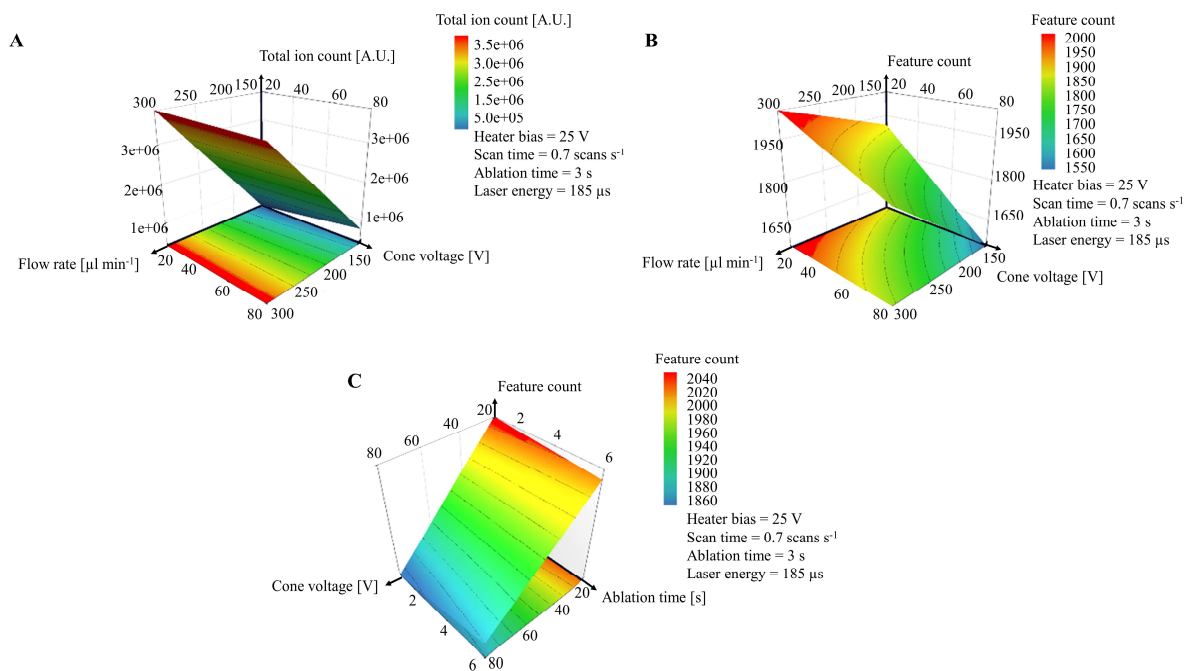 A
Total ion count [A.U.]
Total ion count [A.U.]
3.5e+06
3.0e+06
2.5e+06
1.5e+06
5.0e+05
Heater bias = 25 V
Scan time = 0.7 scans s⁻¹
Ablation time = 3 s
Laser energy = 185 µs
300 250 200 150 20 40 60 80
3e+06 3e+06
2e+06 2e+06
1e+06 1e+06
Flow rate [µl min⁻¹] Cone voltage [V]
20 40 60 80
150 200 250 300
B
Feature count
Feature count
2000
1950
1900
1850
1800
1750
1700
1650
1600
1550
Heater bias = 25 V
Scan time = 0.7 scans s⁻¹
Ablation time = 3 s
Laser energy = 185 µs
300 250 200 150 20 40 60 80
1950 1950
1800 1800
1650 1650
Flow rate [µl min⁻¹] Cone voltage [V]
20 40 60 80
150 200 250 300
C
Feature count
Feature count
2040
2020
2000
1980
1960
1940
1920
1900
1880
1860
Heater bias = 25 V
Scan time = 0.7 scans s⁻¹
Ablation time = 3 s
Laser energy = 185 µs
80 60 40 20 2 4 6
Cone voltage [V] Ablation time [s]
2 4 6
20 40 60 80